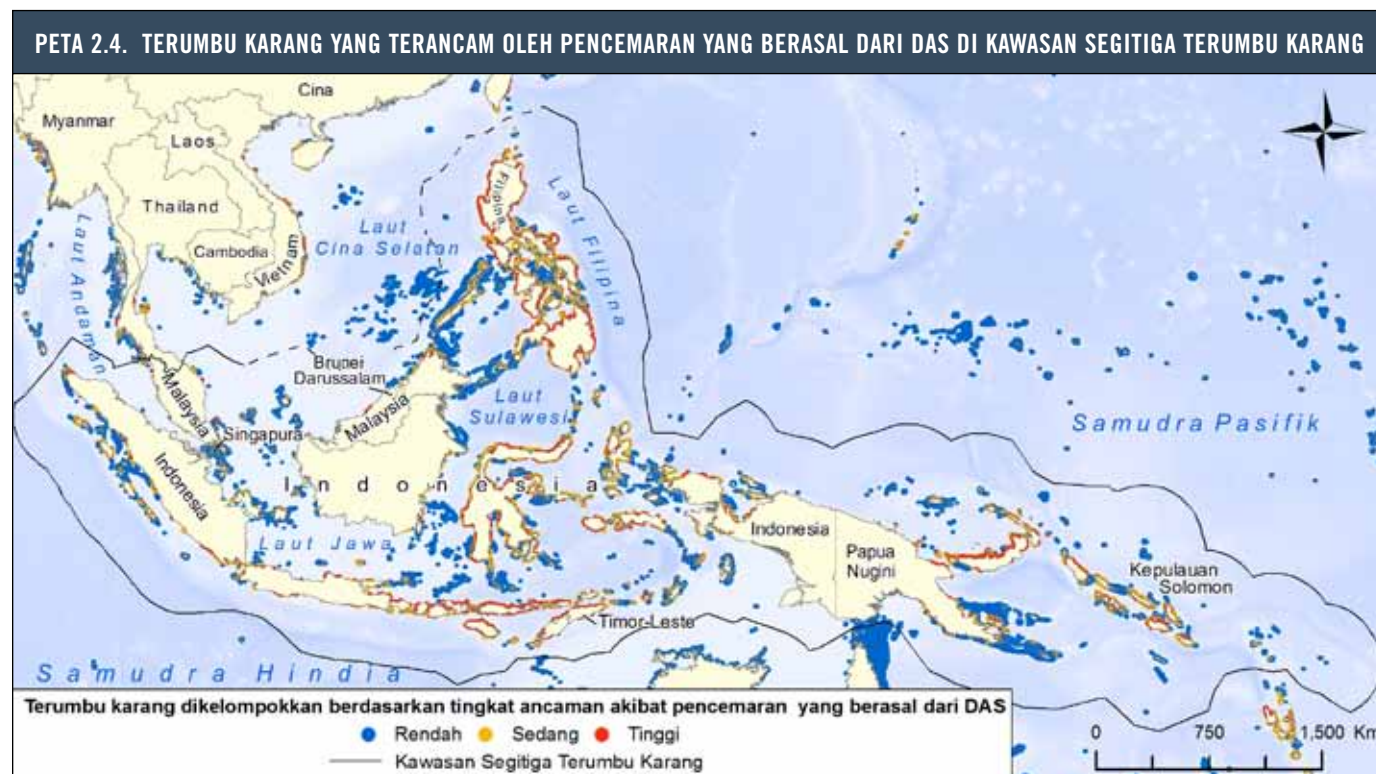 PETA 2.4. TERUMBU KARANG YANG TERANCAM OLEH PENCEMARAN YANG BERASAL DARI DAS DI KAWASAN SEGITIGA TERUMBU KARANG
Cina
Myanmar
Laos
Thailand
Cambodia
Vietnam
Laut Andaman
Laut
Cina Selatan
Filipina
Laut Filipina
Brunei
Darussalam
Malaysia
Malaysia
Singapura
Laut
Sulawesi
Samudra Pasifik
Indonesia
Indonesia
Laut Jawa
Indonesia
Papua
Nugini
Kepulauan
Solomon
Timor-Leste
Samudra Hindia
Terumbu karang dikelompokkan berdasarkan tingkat ancaman akibat pencemaran yang berasal dari DAS
Rendah Sedang Tinggi
Kawasan Segitiga Terumbu Karang
0 750 1,500 Km